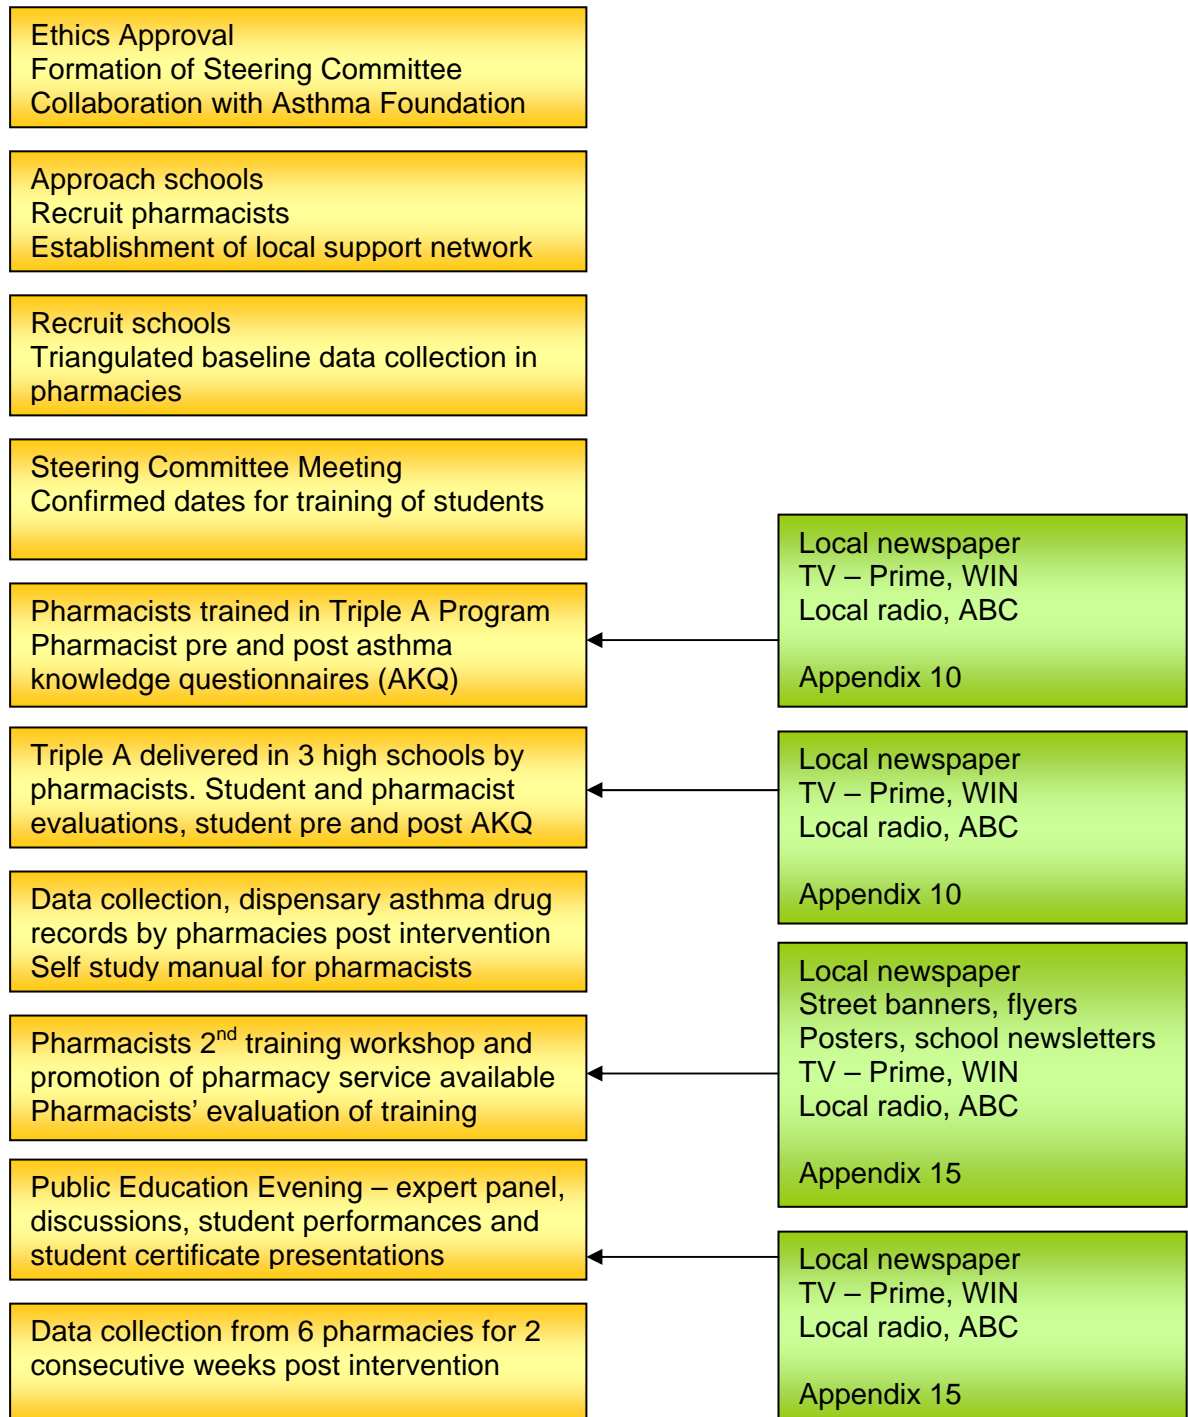 Ethics Approval
Formation of Steering Committee
Collaboration with Asthma Foundation
Approach schools
Recruit pharmacists
Establishment of local support network
Recruit schools
Triangulated baseline data collection in
pharmacies
Steering Committee Meeting
Confirmed dates for training of students
Pharmacists trained in Triple A Program
Pharmacist pre and post asthma
knowledge questionnaires (AKQ)
Local newspaper
TV – Prime, WIN
Local radio, ABC
Appendix 10
Triple A delivered in 3 high schools by
pharmacists. Student and pharmacist
evaluations, student pre and post AKQ
Local newspaper
TV – Prime, WIN
Local radio, ABC
Appendix 10
Data collection, dispensary asthma drug
records by pharmacies post intervention
Self study manual for pharmacists
Pharmacists 2nd training workshop and
promotion of pharmacy service available
Pharmacists’ evaluation of training
Local newspaper
Street banners, flyers
Posters, school newsletters
TV – Prime, WIN
Local radio, ABC
Appendix 15
Public Education Evening – expert panel,
discussions, student performances and
student certificate presentations
Local newspaper
TV – Prime, WIN
Local radio, ABC
Appendix 15
Data collection from 6 pharmacies for 2
consecutive weeks post intervention